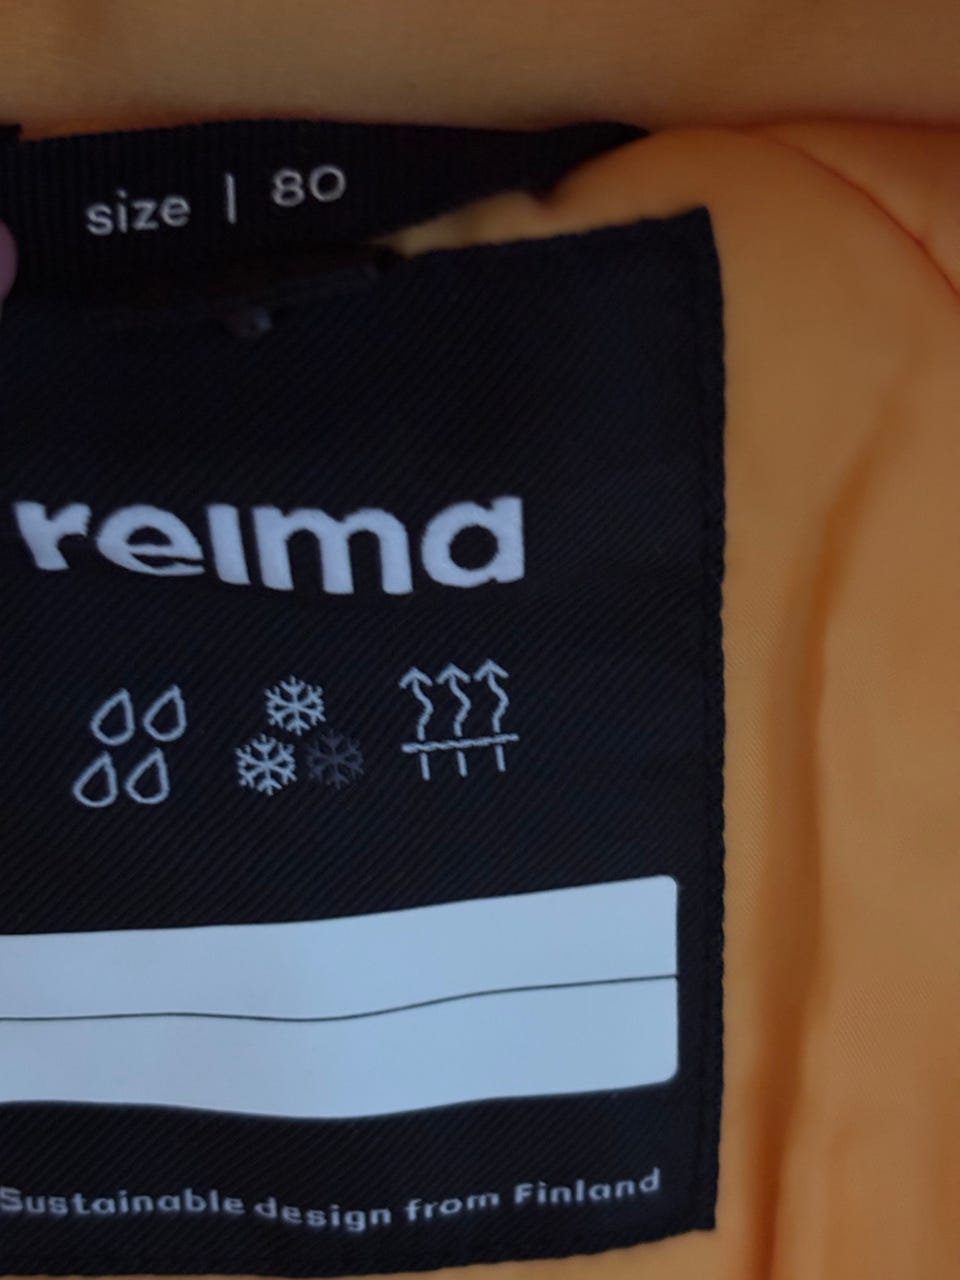 size | 80
reima
Sustainable design from Finland